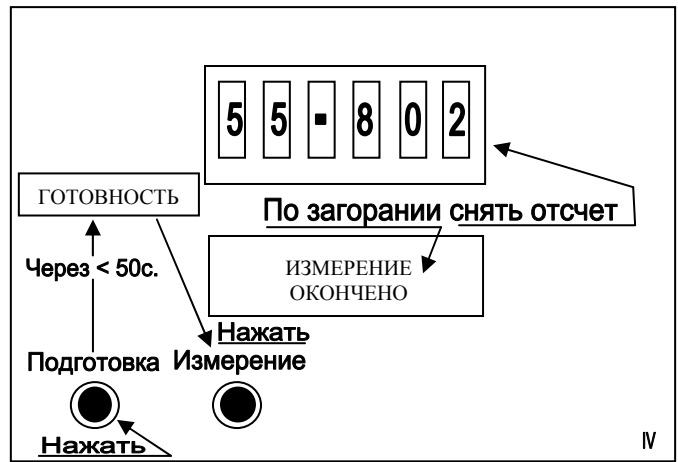 55-802
ГОТОВНОСТЬ
По загорании снять отсчет
Через < 50с.
ИЗМЕРЕНИЕ
ОКОНЧЕНО
Нажать
Подготовка Измерение
Нажать
IV